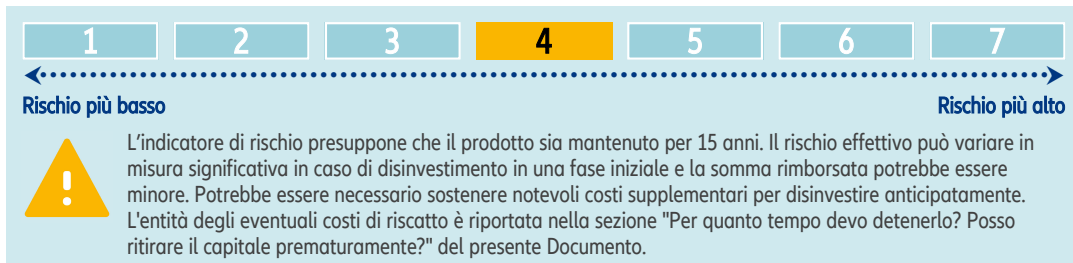 1 2 3 4 5 6 7
Rischio più basso Rischio più alto
L'indicatore di rischio presuppone che il prodotto sia mantenuto per 15 anni. Il rischio effettivo può variare in
misura significativa in caso di disinvestimento in una fase iniziale e la somma rimborsata potrebbe essere
minore. Potrebbe essere necessario sostenere notevoli costi supplementari per disinvestire anticipatamente.
L'entità degli eventuali costi di riscatto è riportata nella sezione "Per quanto tempo devo detenerlo? Posso
ritirare il capitale prematuramente?" del presente Documento.